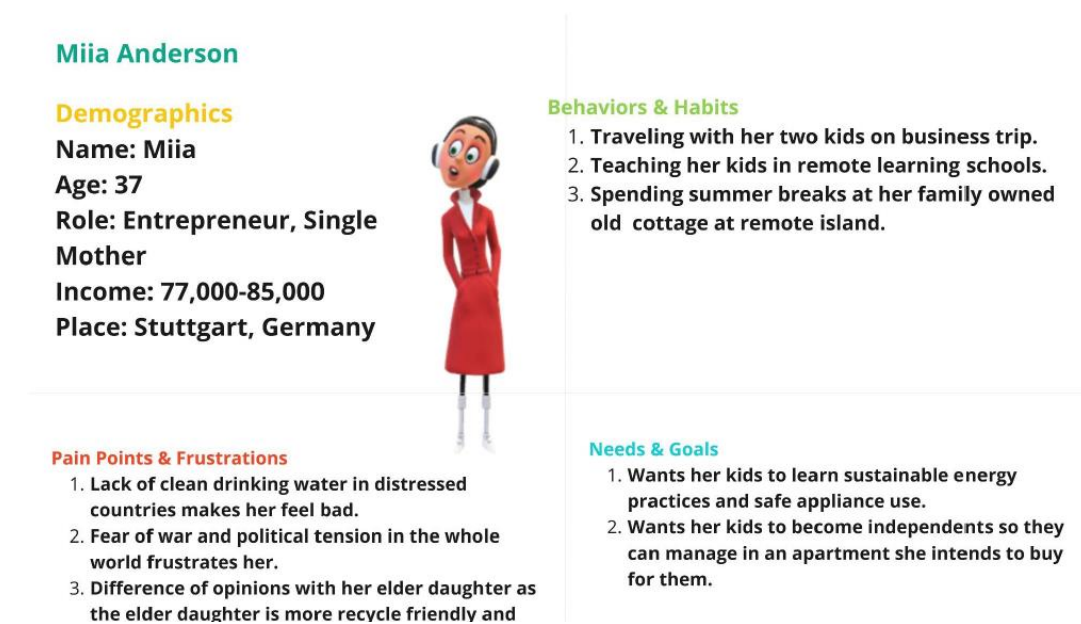 Miia Anderson
Demographics
Name: Miia
Age: 37
Role: Entrepreneur, Single
Mother
Income: 77,000-85,000
Place: Stuttgart, Germany
Behaviors & Habits
1. Traveling with her two kids on business trip.
2. Teaching her kids in remote learning schools.
3. Spending summer breaks at her family owned
old  cottage at remote island.
Pain Points & Frustrations
1. Lack of clean drinking water in distressed
countries makes her feel bad.
2. Fear of war and political tension in the whole
world frustrates her.
3. Difference of opinions with her elder daughter as
the elder daughter is more recycle friendly and
Needs & Goals
1. Wants her kids to learn sustainable energy
practices and safe appliance use.
2. Wants her kids to become independents so they
can manage in an apartment she intends to buy
for them.